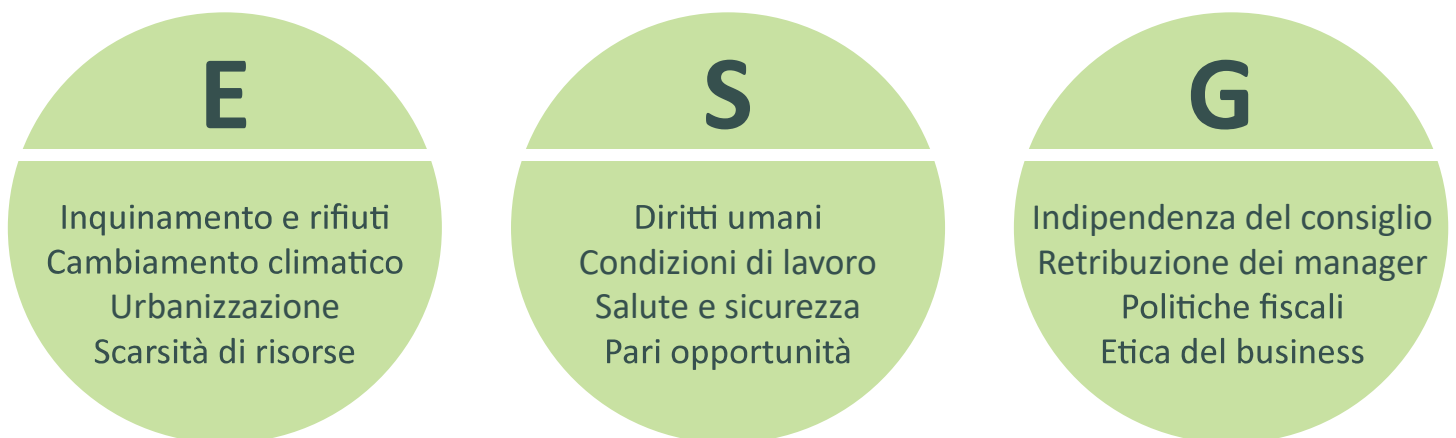 E
Inquinamento e rifiuti
Cambiamento climatico
Urbanizzazione
Scarsità di risorse
S
Diritti umani
Condizioni di lavoro
Salute e sicurezza
Pari opportunità
G
Indipendenza del consiglio
Retribuzione dei manager
Politiche fiscali
Etica del business